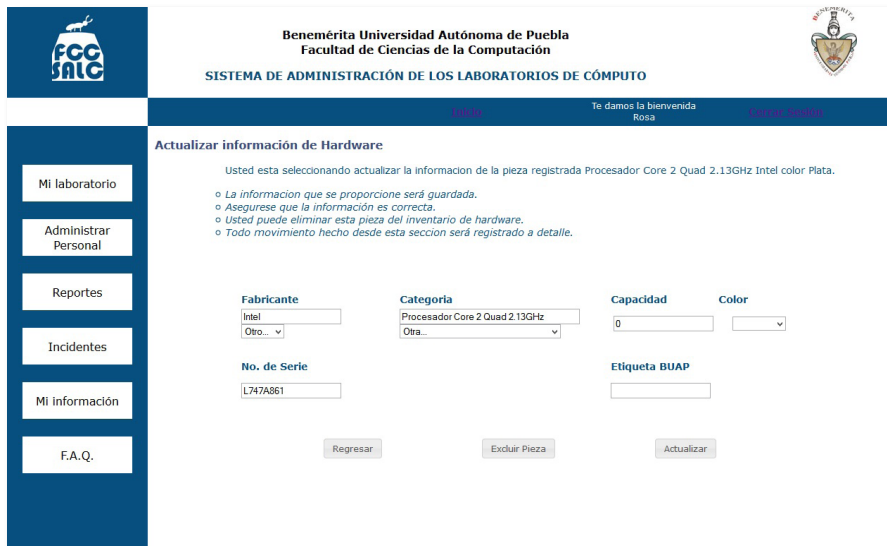 FCC
SALC
Benemérita Universidad Autónoma de Puebla
Facultad de Ciencias de la Computación
SISTEMA DE ADMINISTRACIÓN DE LOS LABORATORIOS DE CÓMPUTO
BENEMERITA
Inicio
Te damos la bienvenida
Rosa
Cerrar Sesión
Actualizar información de Hardware
Usted esta seleccionando actualizar la informacion de la pieza registrada Procesador Core 2 Quad 2.13GHz Intel color Plata.
La informacion que se proporcione será guardada.
Asegurese que la información es correcta.
Usted puede eliminar esta pieza del inventario de hardware.
Todo movimiento hecho desde esta seccion será registrado a detalle.
Mi laboratorio
Administrar
Personal
Reportes
Incidentes
Mi información
F.A.Q.
Fabricante Categoria Capacidad Color
Intel Procesador Core 2 Quad 2.13GHz 0
Otro... Otra...
No. de Serie Etiqueta BUAP
L747A861
Regresar Excluir Pieza Actualizar